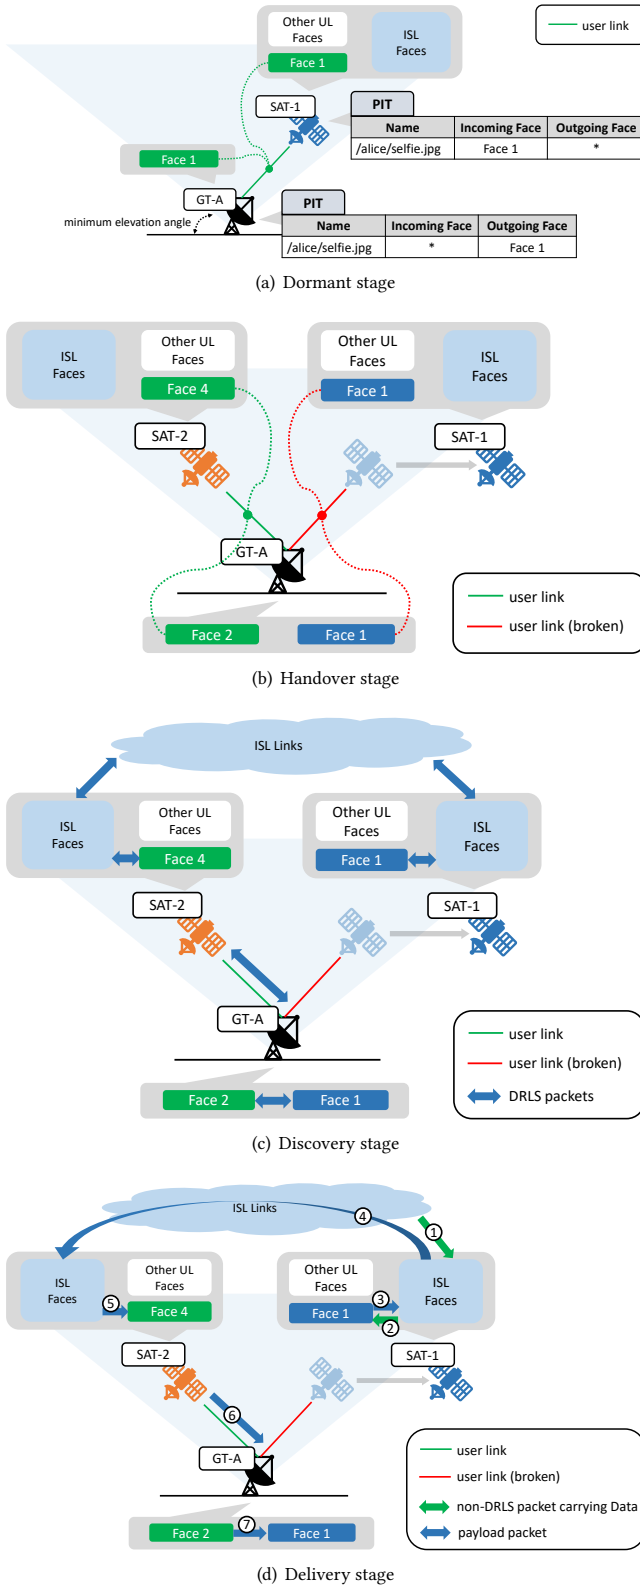 Other UL
Faces
ISL
Faces
Face 1
user link
SAT-1
PIT
Name Incoming Face Outgoing Face
/alice/selfie.jpg Face 1 *
Face 1
GT-A
minimum elevation angle
PIT
Name Incoming Face Outgoing Face
/alice/selfie.jpg * Face 1
(a) Dormant stage
ISL
Faces
Other UL
Faces
Face 4
Other UL
Faces
Face 1
ISL
Faces
SAT-2
SAT-1
GT-A
Face 2
Face 1
user link
user link (broken)
(b) Handover stage
ISL Links
ISL
Faces
Other UL
Faces
Face 4
Other UL
Faces
Face 1
ISL
Faces
SAT-2
SAT-1
GT-A
Face 2
Face 1
user link
user link (broken)
DRLS packets
(c) Discovery stage
ISL Links
4
1
ISL
Faces
Other UL
Faces
5
Face 4
Other UL
Faces
3
Face 1
2
ISL
Faces
SAT-2
SAT-1
6
GT-A
7
Face 2
Face 1
user link
user link (broken)
non-DRLS packet carrying Data
payload packet
(d) Delivery stage